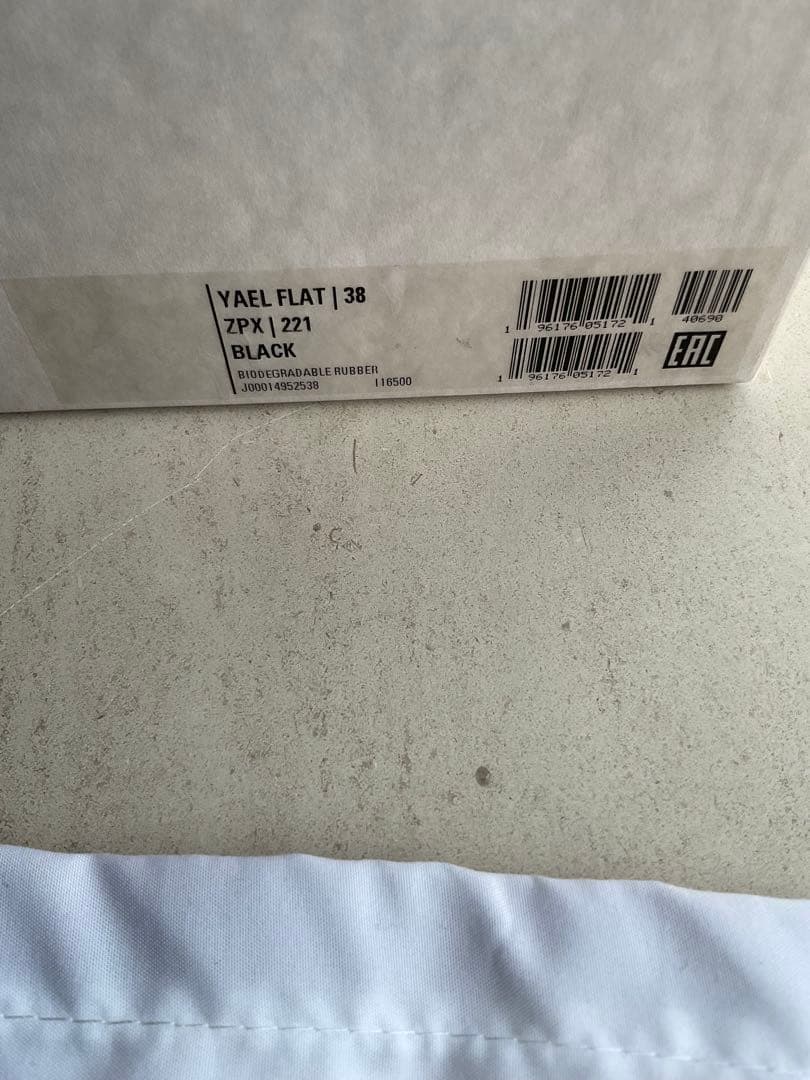 YAEL FLAT | 38
ZPX | 221
BLACK
BIODEGRADABLE RUBBER
J00014952538 116500
1 96176 05172 1
40690
1 96176 05172 1
EAC